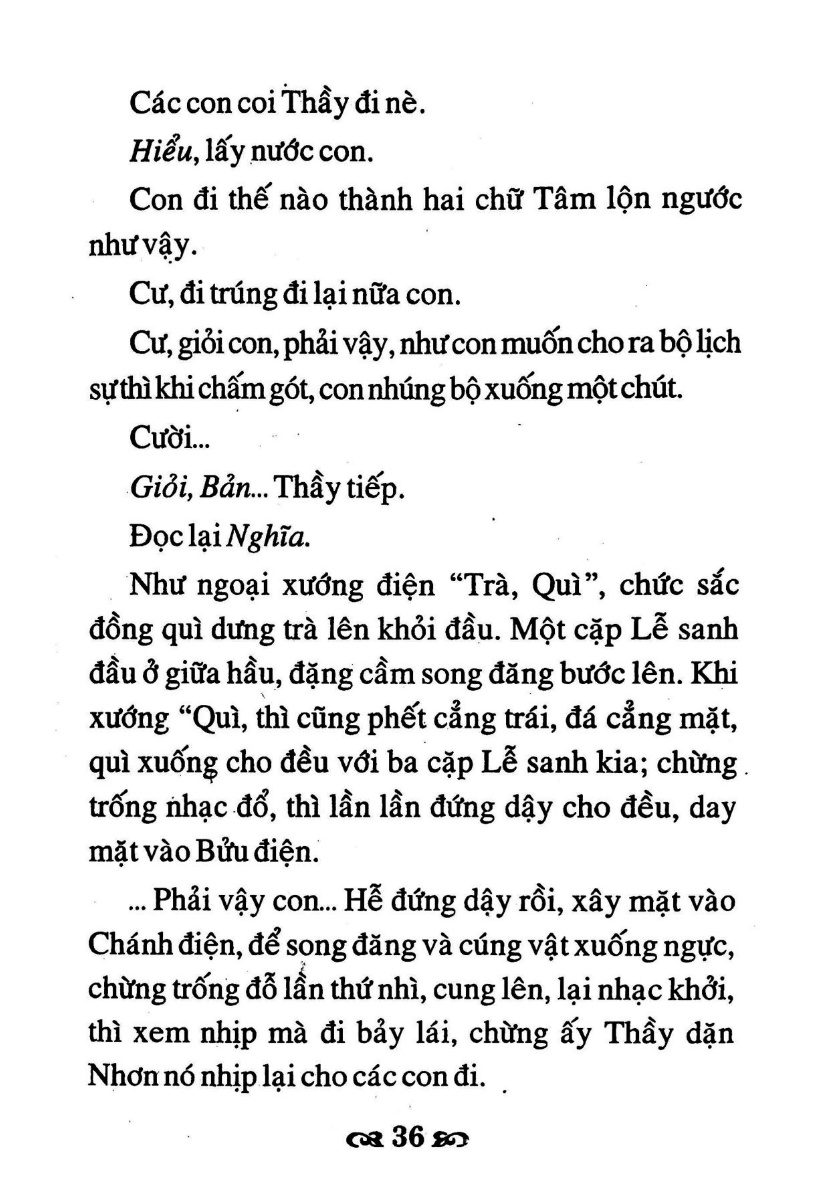 Các con coi Thầy đi nè.
Hiểu, lấy nước con.
Con đi thế nào thành hai chữ Tâm lộn ngước
như vậy.
Cư, đi trúng đi lại nữa con.
Cư, giỏi con, phải vậy, như con muốn cho ra bộ lịch
sự thì khi chấm gót, con nhúng bộ xuống một chút.
Cười...
Giỏi, Bản... Thầy tiếp.
Đọc lại Nghĩa.
Như ngoại xướng điện “Trà, Quì”, chức sắc
đồng quì dưng trà lên khỏi đầu. Một cặp Lễ sanh
đầu ở giữa hầu, đặng cầm song đăng bước lên. Khi
xướng “Quì, thì cũng phết cẳng trái, đá cẳng mặt,
quì xuống cho đều với ba cặp Lễ sanh kia; chừng
trống nhạc đổ, thì lần lần đứng dậy cho đều, day
mặt vào Bửu điện.
... Phải vậy con... Hễ đứng dậy rồi, xây mặt vào
Chánh điện, để song đăng và cúng vật xuống ngực,
chừng trống đỗ lần thứ nhì, cung lên, lại nhạc khởi,
thì xem nhịp mà đi bảy lái, chừng ấy Thầy dặn
Nhơn nó nhịp lại cho các con đi.
36